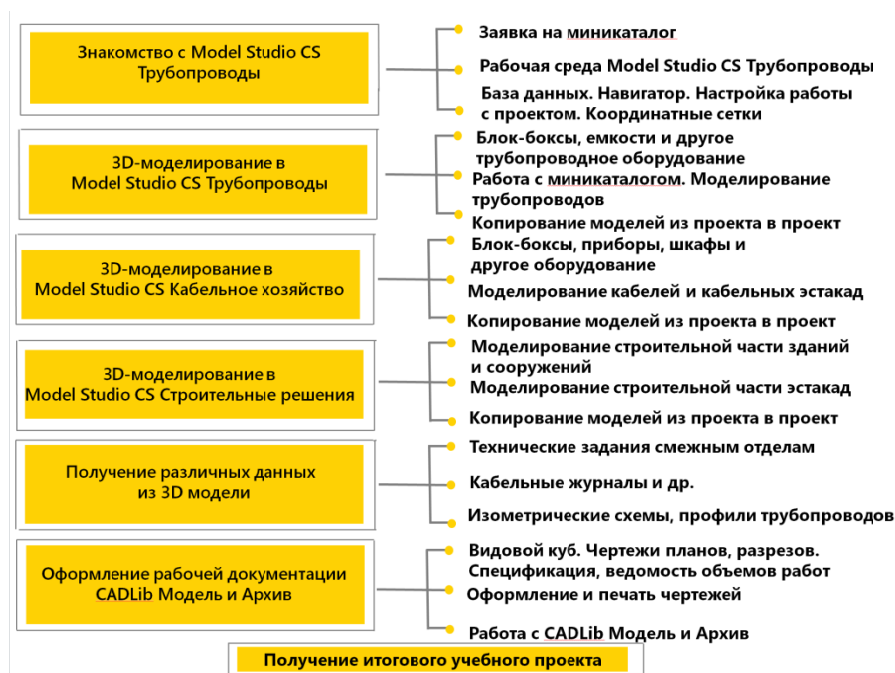 Знакомство с Model Studio CS
Трубопроводы
Заявка на миникаталог
Рабочая среда Model Studio CS Трубопроводы
База данных. Навигатор. Настройка работы
с проектом. Координатные сетки
3D-моделирование в
Model Studio CS Трубопроводы
Блок-боксы, емкости и другое
трубопроводное оборудование
Работа с миникаталогом. Моделирование
трубопроводов
Копирование моделей из проекта в проект
3D-моделирование в
Model Studio CS Кабельное хозяйство
Блок-боксы, приборы, шкафы и
другое оборудование
Моделирование кабелей и кабельных эстакад
Копирование моделей из проекта в проект
3D-моделирование в
Model Studio CS Строительные решения
Моделирование строительной части зданий
и сооружений
Моделирование строительной части эстакад
Копирование моделей из проекта в проект
Получение различных данных
из 3D модели
Технические задания смежным отделам
Кабельные журналы и др.
Изометрические схемы, профили трубопроводов
Оформление рабочей документации
CADLib Модель и Архив
Видовой куб. Чертежи планов, разрезов.
Спецификация, ведомость объемов работ
Оформление и печать чертежей
Работа с CADLib Модель и Архив
Получение итогового учебного проекта